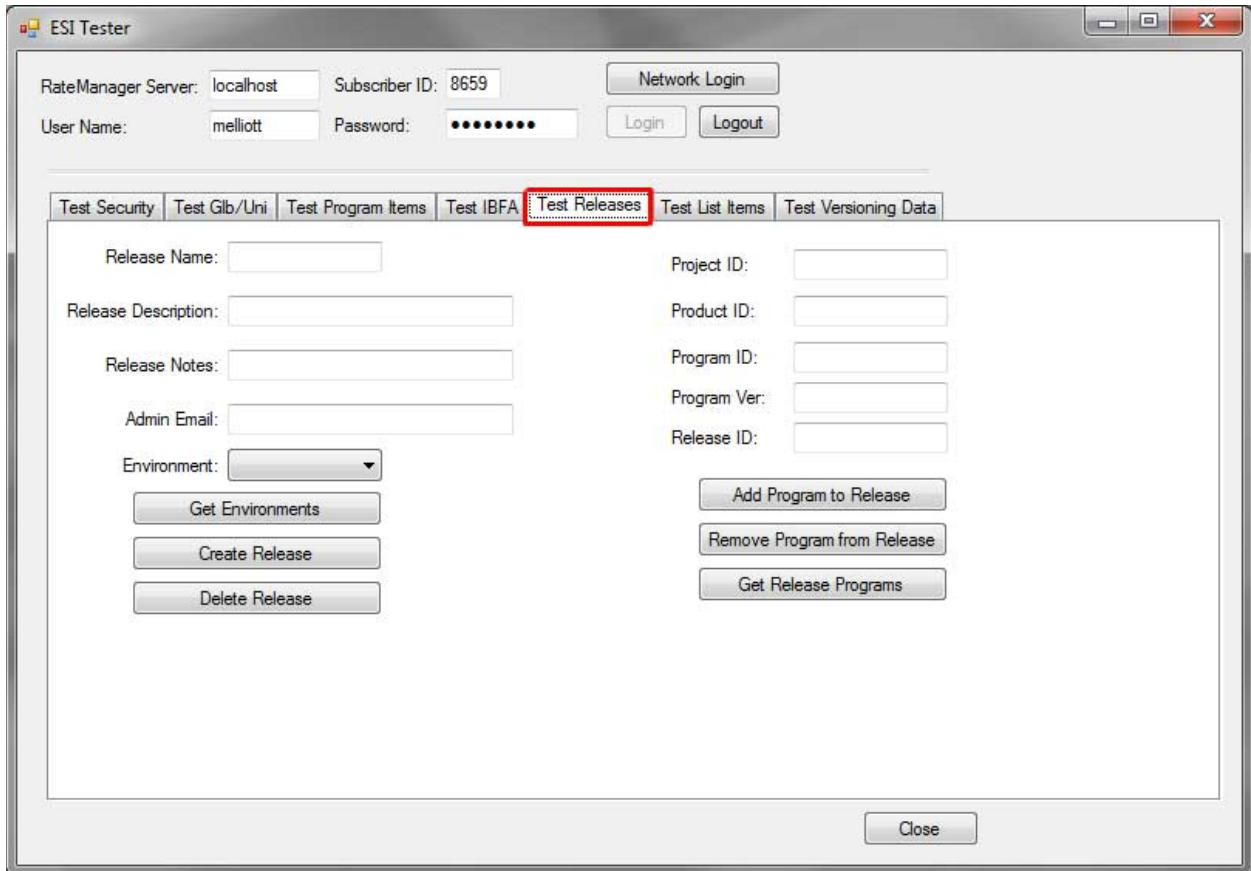 ESI Tester
RateManager Server: localhost Subscriber ID: 8659 Network Login
User Name: melliott Password: ●●●●●●●● Login Logout
Test Security Test Glb/Uni Test Program Items Test IBFA Test Releases Test List Items Test Versioning Data
Release Name:
Release Description:
Release Notes:
Admin Email:
Environment:
Get Environments
Create Release
Delete Release
Project ID:
Product ID:
Program ID:
Program Ver:
Release ID:
Add Program to Release
Remove Program from Release
Get Release Programs
Close